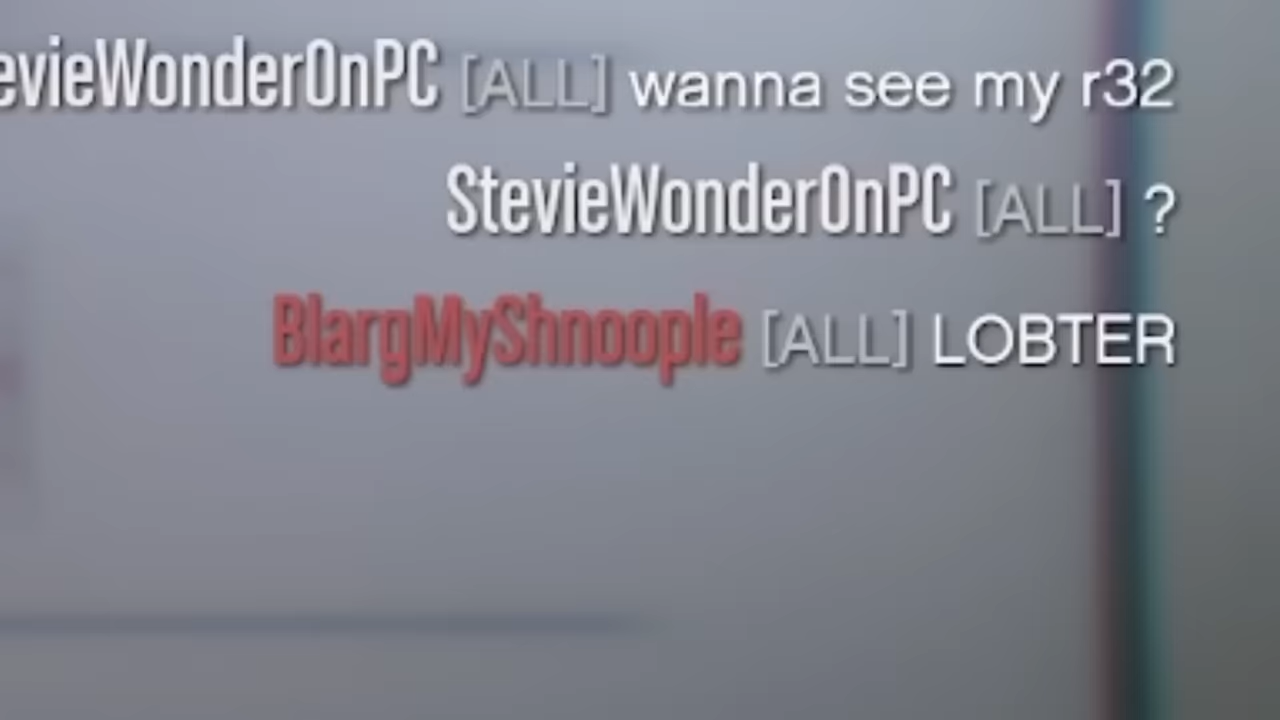 evieWonderOnPC [ALL] wanna see my r32
StevieWonderOnPC [ALL] ?
BlargMyShnoople [ALL] LOBTER